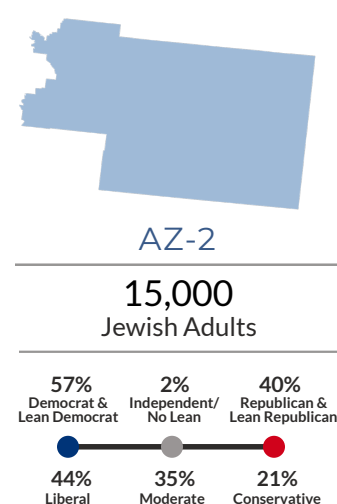 AZ-2
15,000
Jewish Adults
57% 2% 40%
Democrat & Independent/ Republican &
Lean Democrat No Lean Lean Republican
44% 35% 21%
Liberal Moderate Conservative